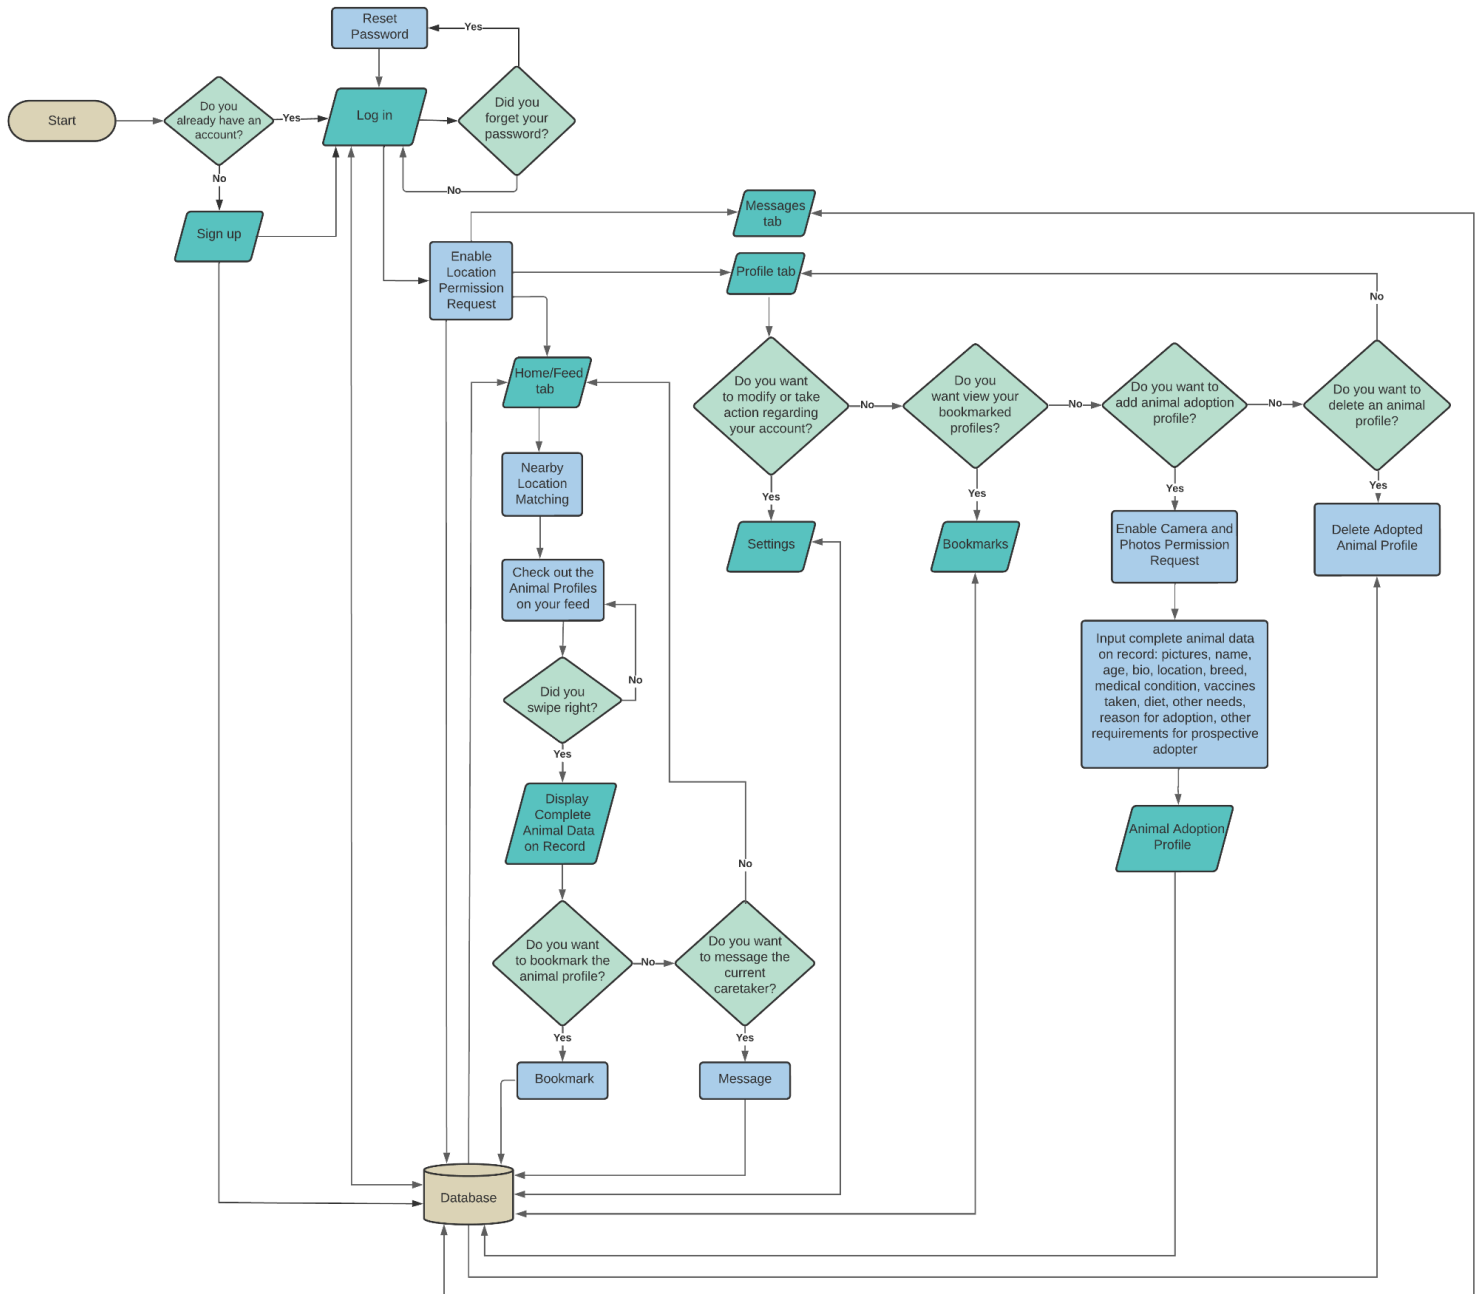 Reset
Password
Yes
Start
Do you
already have an
account?
Yes
Log in
Did you
forget your
password?
No
No
Sign up
Messages
tab
Enable
Location
Permission
Request
Profile tab
No
Home/Feed
tab
Do you want
to modify or take
action regarding
your account?
No
Do you
want view your
bookmarked
profiles?
No
Do you want to
add animal adoption
profile?
No
Do you want to
delete an animal
profile?
Nearby
Location
Matching
Yes
Yes
Yes
Yes
Settings
Bookmarks
Enable Camera and
Photos Permission
Request
Delete Adopted
Animal Profile
Check out the
Animal Profiles
on your feed
No
Did you
swipe right?
Yes
Input complete animal data
on record: pictures, name,
age, bio, location, breed,
medical condition, vaccines
taken, diet, other needs,
reason for adoption, other
requirements for prospective
adopter
Display
Complete
Animal Data
on Record
Animal Adoption
Profile
No
Do you want
to bookmark the
animal profile?
No
Do you want
to message the
current
caretaker?
Yes
Yes
Bookmark
Message
Database